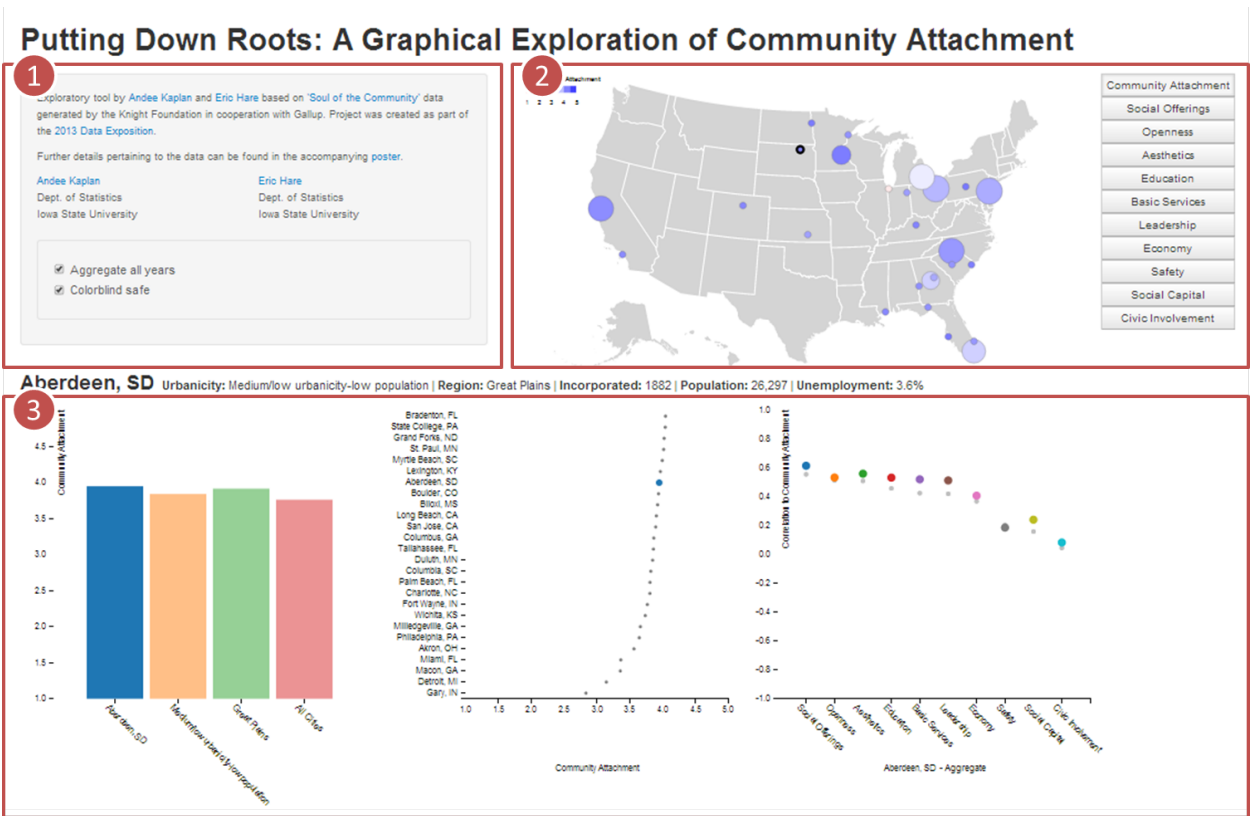 Putting Down Roots: A Graphical Exploration of Community Attachment
1
Exploratory tool by Andee Kaplan and Eric Hare based on 'Soul of the Community' data
generated by the Knight Foundation in cooperation with Gallup. Project was created as part of
the 2013 Data Exposition.
Further details pertaining to the data can be found in the accompanying poster.
Andee Kaplan
Dept. of Statistics
Iowa State University
Eric Hare
Dept. of Statistics
Iowa State University
Aggregate all years
Colorblind safe
2
Attachment
1 2 3 4 5
Community Attachment
Social Offerings
Openness
Aesthetics
Education
Basic Services
Leadership
Economy
Safety
Social Capital
Civic Involvement
Aberdeen, SD Urbanicity: Medium/low urbanicity-low population | Region: Great Plains | Incorporated: 1882 | Population: 26,297 | Unemployment: 3.6%
3
Community Attachment
4.5
4.0
3.5
3.0
2.5
2.0
1.5
1.0
Aberdeen, SD
Medium/low urbanicity-low population
Great Plains
All Cities
Bradenton, FL
State College, PA
Grand Forks, ND
St. Paul, MN
Myrtle Beach, SC
Lexington, KY
Aberdeen, SD
Boulder, CO
Biloxi, MS
Long Beach, CA
San Jose, CA
Columbus, GA
Tallahassee, FL
Duluth, MN
Columbia, SC
Palm Beach, FL
Charlotte, NC
Fort Wayne, IN
Wichita, KS
Milledgeville, GA
Philadelphia, PA
Akron, OH
Miami, FL
Macon, GA
Detroit, MI
Gary, IN
1.0 1.5 2.0 2.5 3.0 3.5 4.0 4.5 5.0
Community Attachment
Correlation to Community Attachment
1.0
0.8
0.6
0.4
0.2
0.0
-0.2
-0.4
-0.6
-0.8
-1.0
Social Offerings
Openness
Aesthetics
Education
Basic Services
Leadership
Economy
Safety
Social Capital
Civic Involvement
Aberdeen, SD - Aggregate